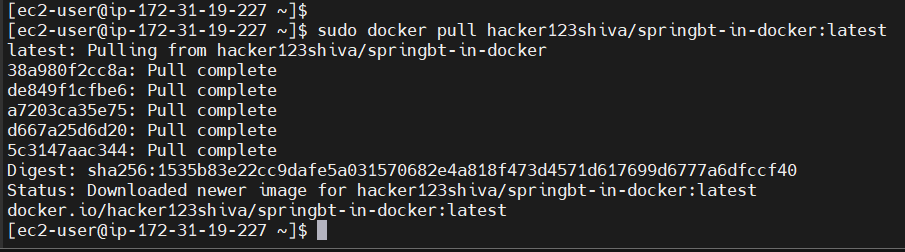 [ec2-user@ip-172-31-19-227 ~]$
[ec2-user@ip-172-31-19-227 ~]$ sudo docker pull hacker123shiva/springbt-in-docker:latest
latest: Pulling from hacker123shiva/springbt-in-docker
38a980f2cc8a: Pull complete
de849f1cfbe6: Pull complete
a7203ca35e75: Pull complete
d667a25d6d20: Pull complete
5c3147aac344: Pull complete
Digest: sha256:1535b83e22cc9dafe5a031570682e4a818f473d4571d617699d6777a6dfccf40
Status: Downloaded newer image for hacker123shiva/springbt-in-docker:latest
docker.io/hacker123shiva/springbt-in-docker:latest
[ec2-user@ip-172-31-19-227 ~]$